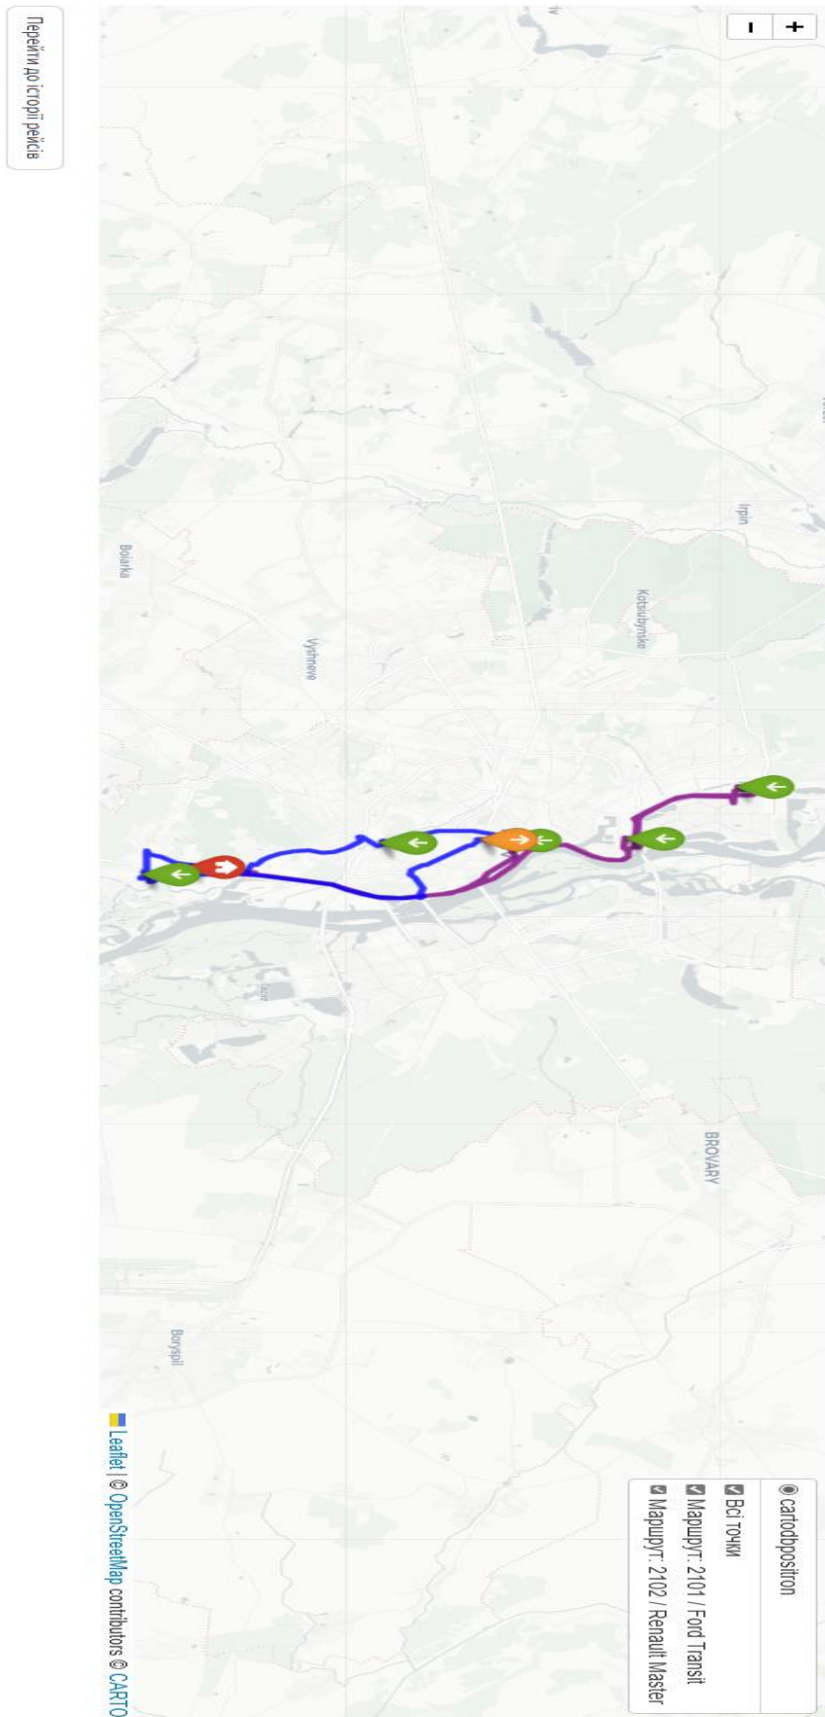 +
−
cartodbpositron
Всі точки
Маршрут: 2101 / Ford Transit
Маршрут: 2102 / Renault Master
Irpin
Kotsiubynske
BROVARY
Vyshneve
Boiarka
Boryspil
Leaflet | © OpenStreetMap contributors © CARTO
Перейти до історії рейсів